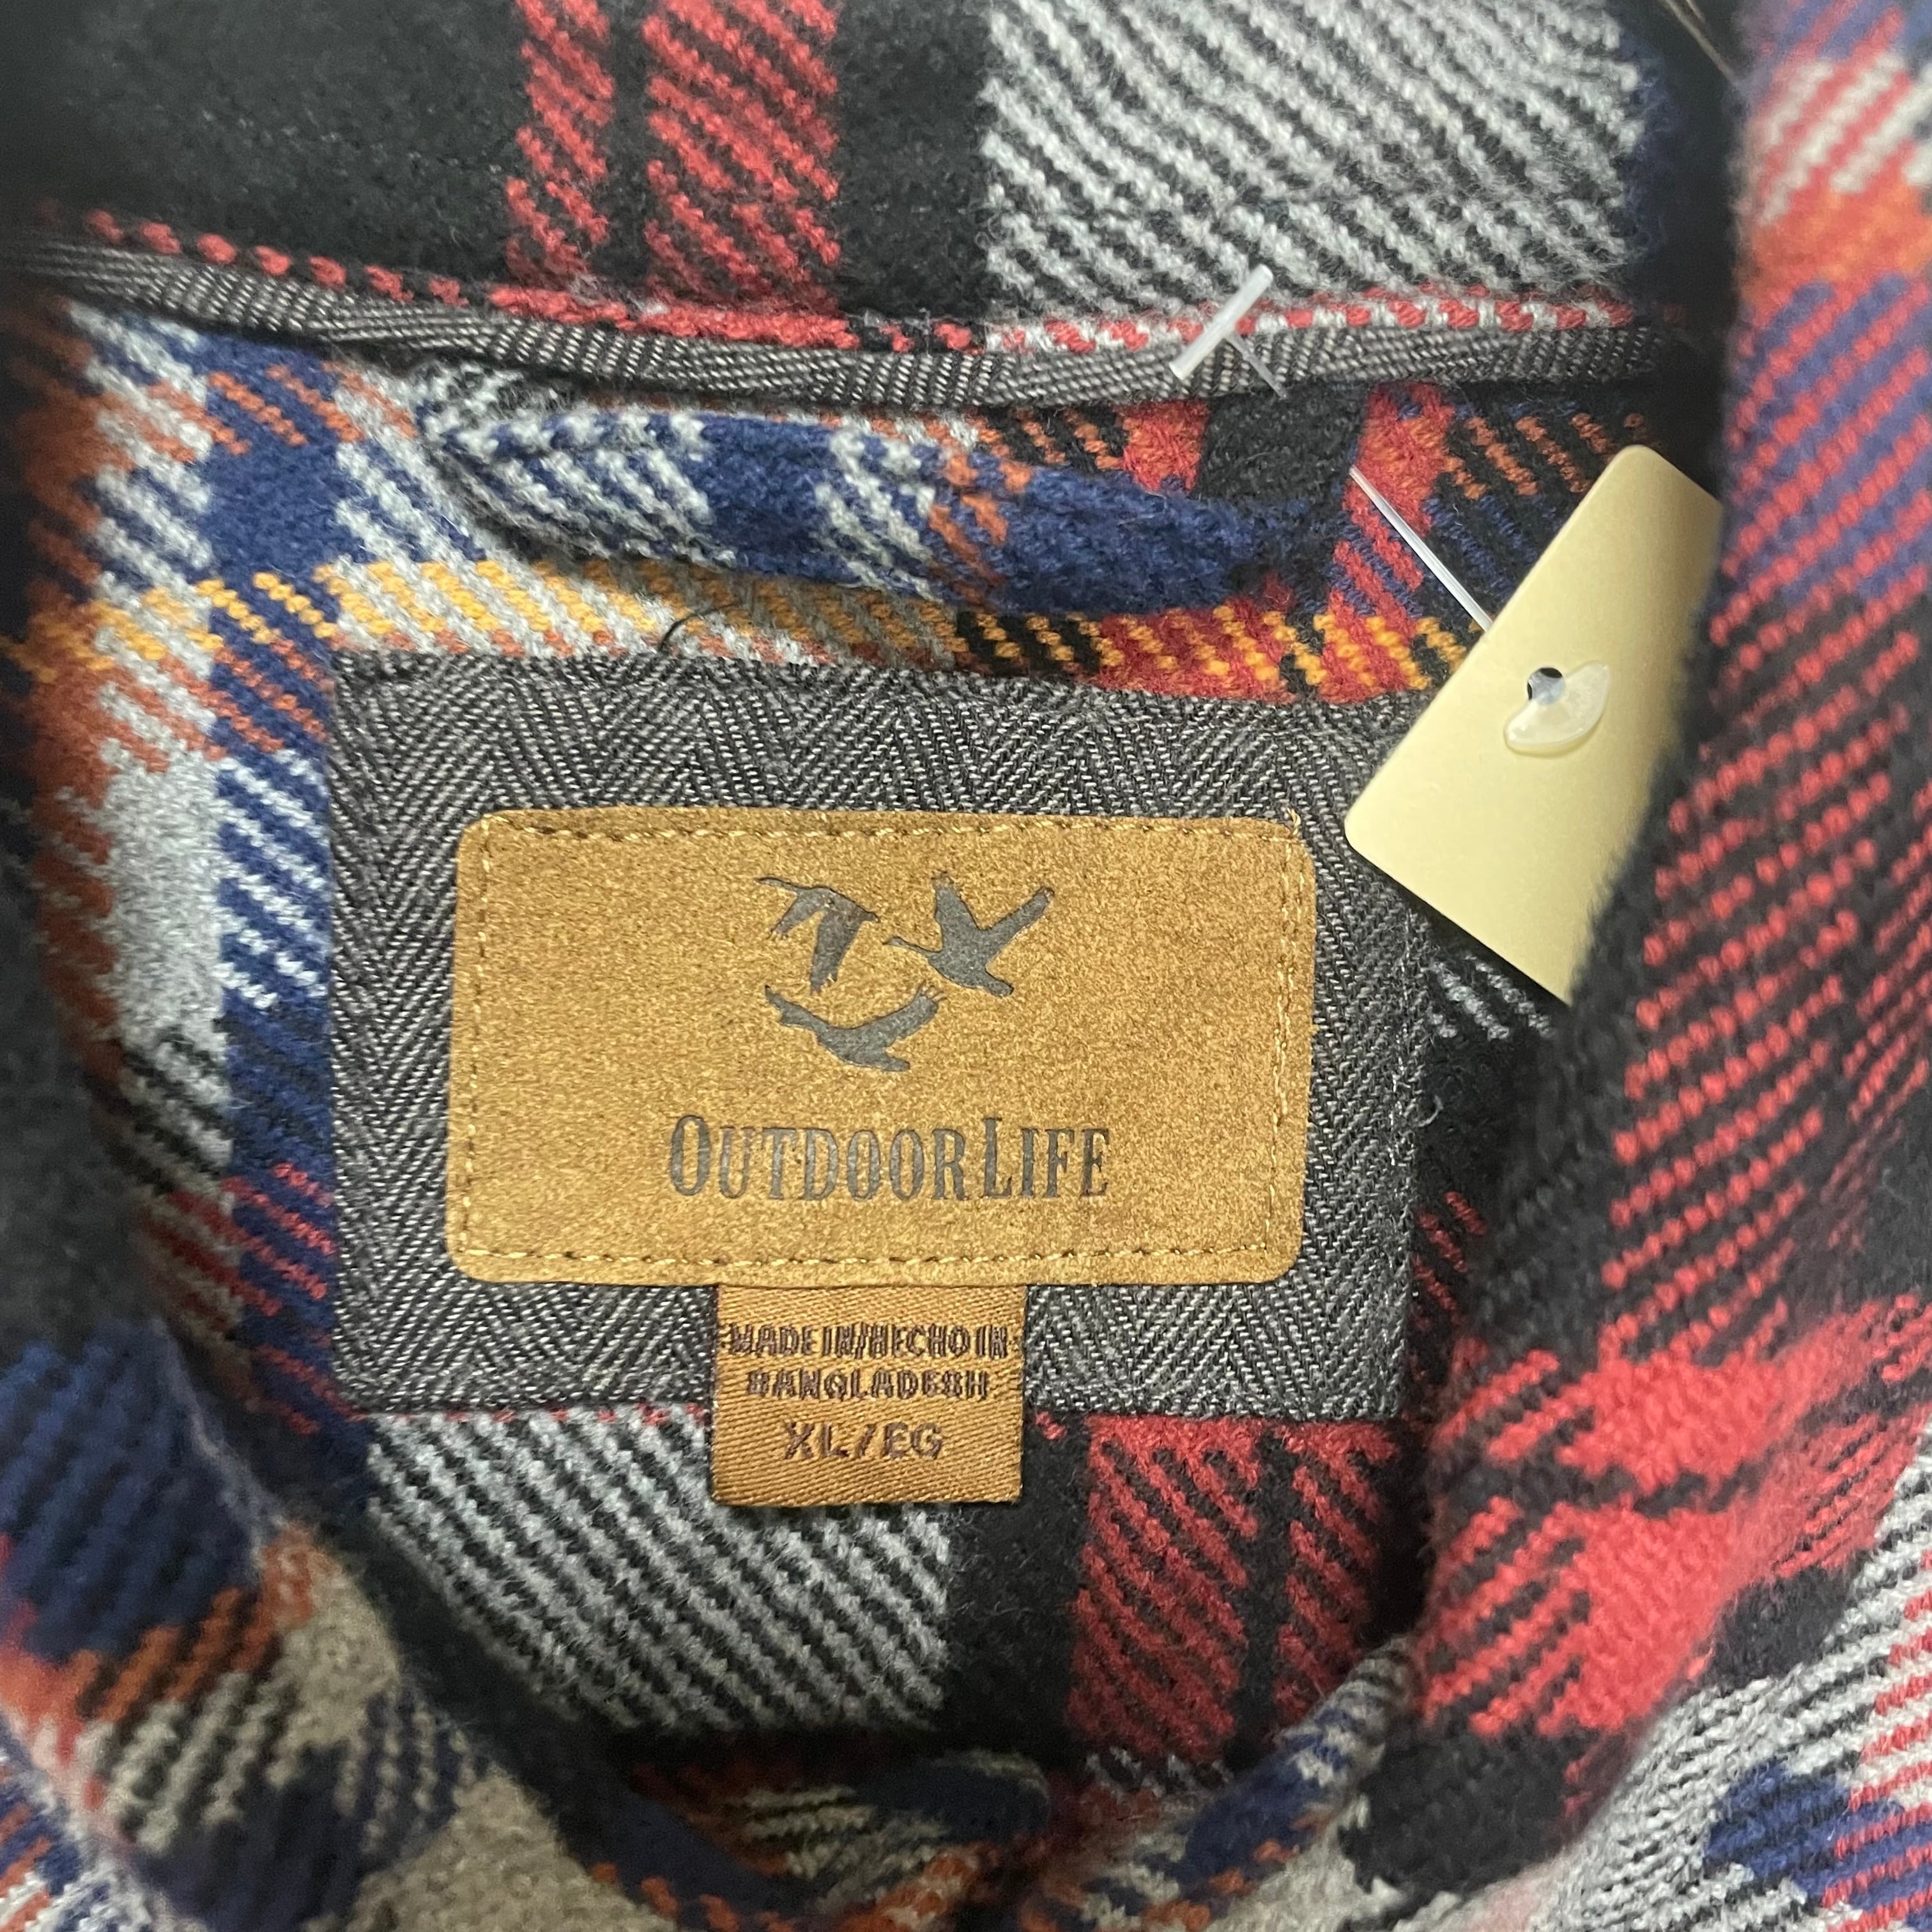 OUTDOORLIFE
MADE IN/HECHO IN
BANGLADESH
XL/EG